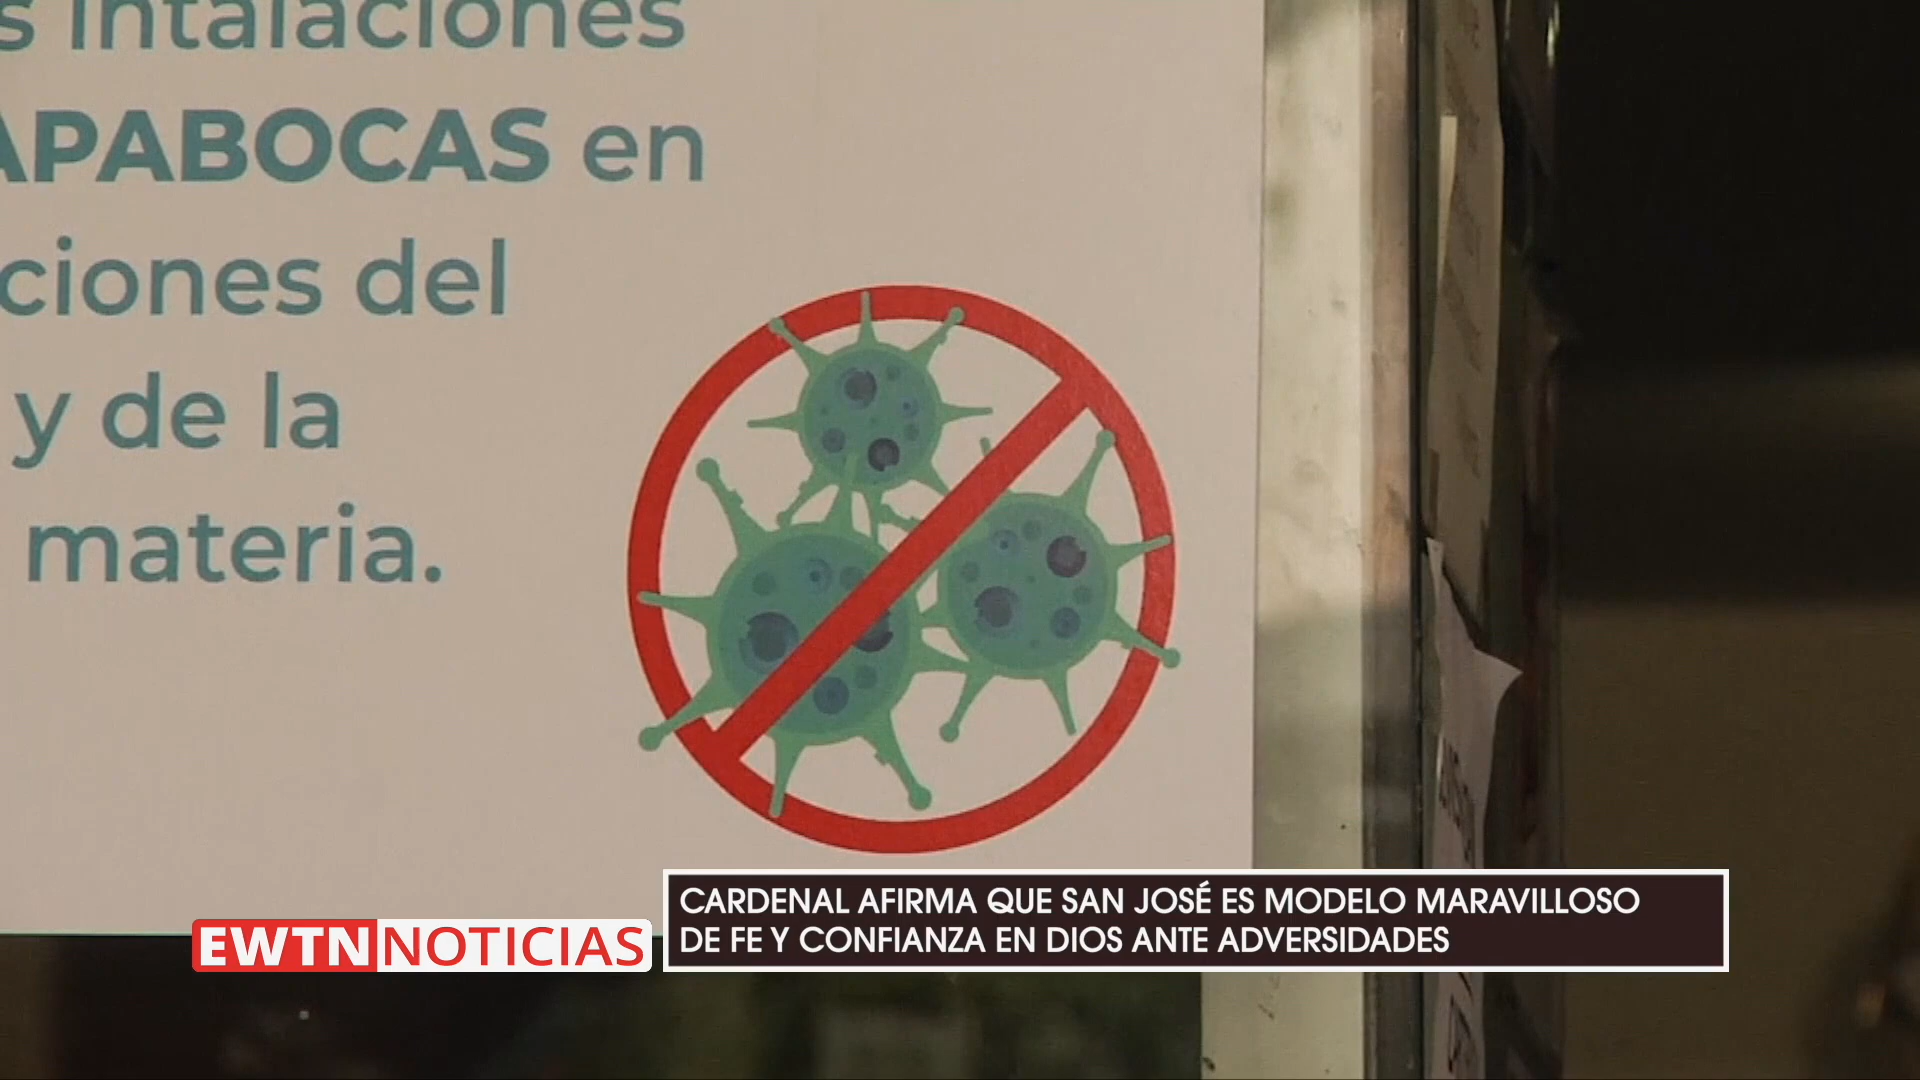 s intalaciones
APABOCAS en
ciones del
y de la
materia.
EWTN NOTICIAS
CARDENAL AFIRMA QUE SAN JOSÉ ES MODELO MARAVILLOSO
DE FE Y CONFIANZA EN DIOS ANTE ADVERSIDADES